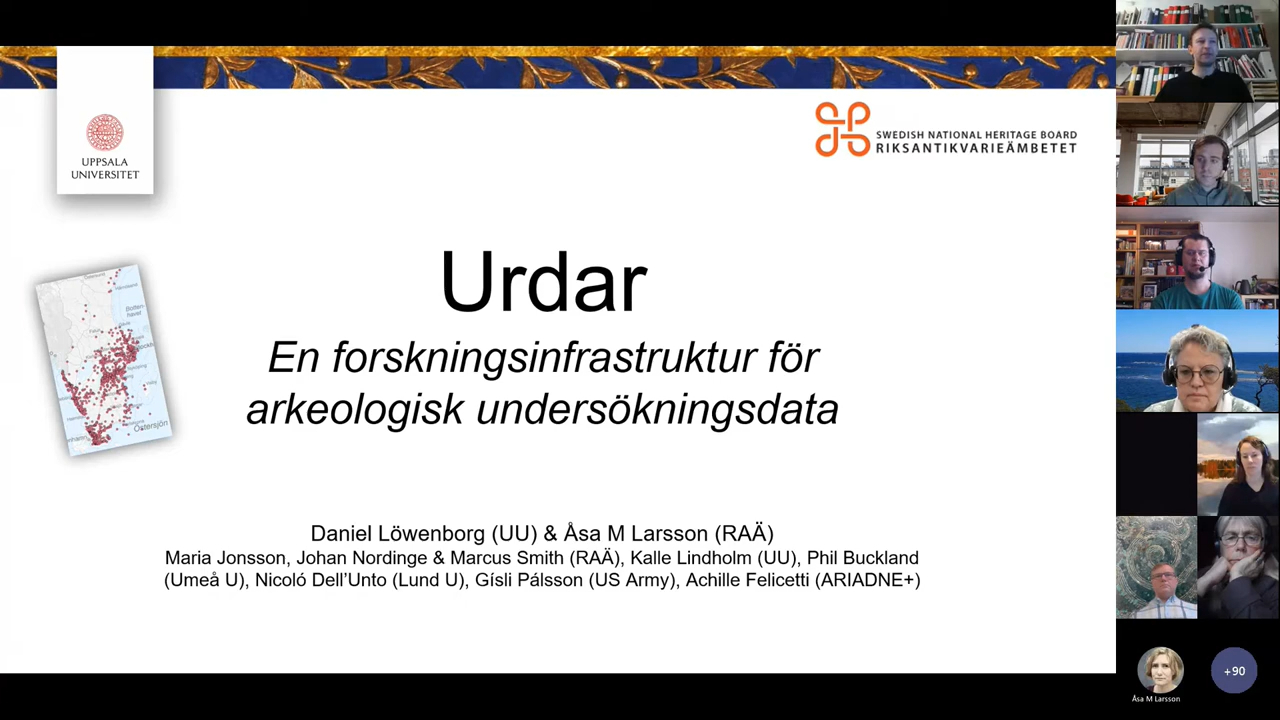 UPPSALA
UNIVERSITET
SWEDISH NATIONAL HERITAGE BOARD
RIKSANTIKVARIEÄMBETET
Urdar
En forskningsinfrastruktur för
arkeologisk undersökningsdata
Östersjön
Daniel Löwenborg (UU) & Åsa M Larsson (RAÄ)
Maria Jonsson, Johan Nordinge & Marcus Smith (RAÄ), Kalle Lindholm (UU), Phil Buckland
(Umeå U), Nicoló Dell’Unto (Lund U), Gísli Pálsson (US Army), Achille Felicetti (ARIADNE+)
Åsa M Larsson
+90